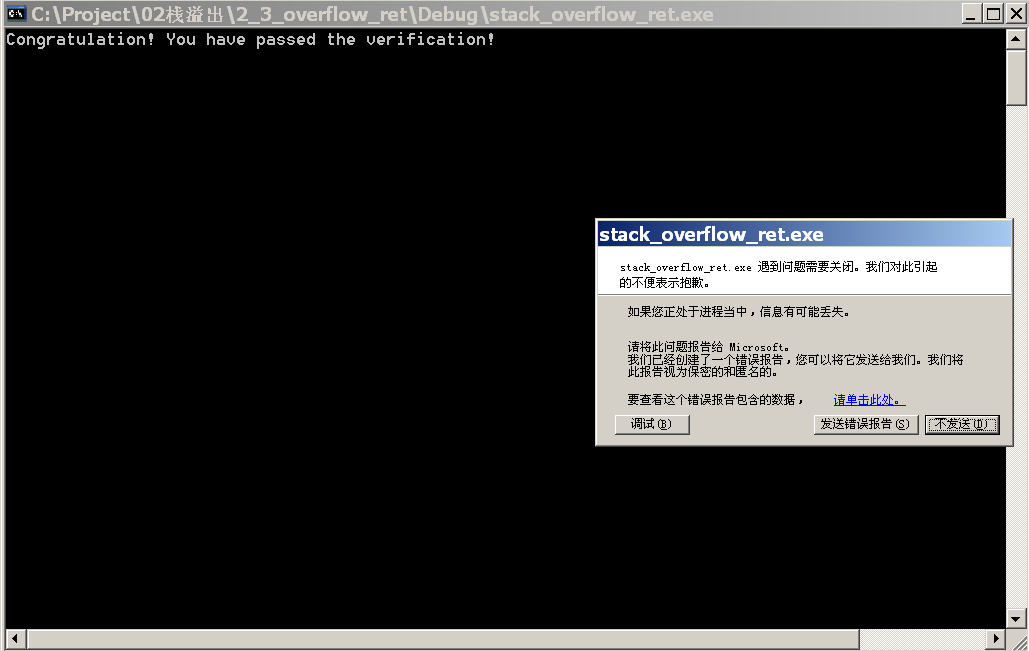 C:\Project\02栈溢出\2_3_overflow_ret\Debug\stack_overflow_ret.exe
Congratulation! You have passed the verification!
stack_overflow_ret.exe
stack_overflow_ret.exe 遇到问题需要关闭。我们对此引起
的不便表示抱歉。
如果您正处于进程当中，信息有可能丢失。
请将此问题报告给 Microsoft。
我们已经创建了一个错误报告，您可以将它发送给我们。我们将
此报告视为保密的和匿名的。
要查看这个错误报告包含的数据， 请单击此处。
调试(B) 发送错误报告(S) 不发送(D)